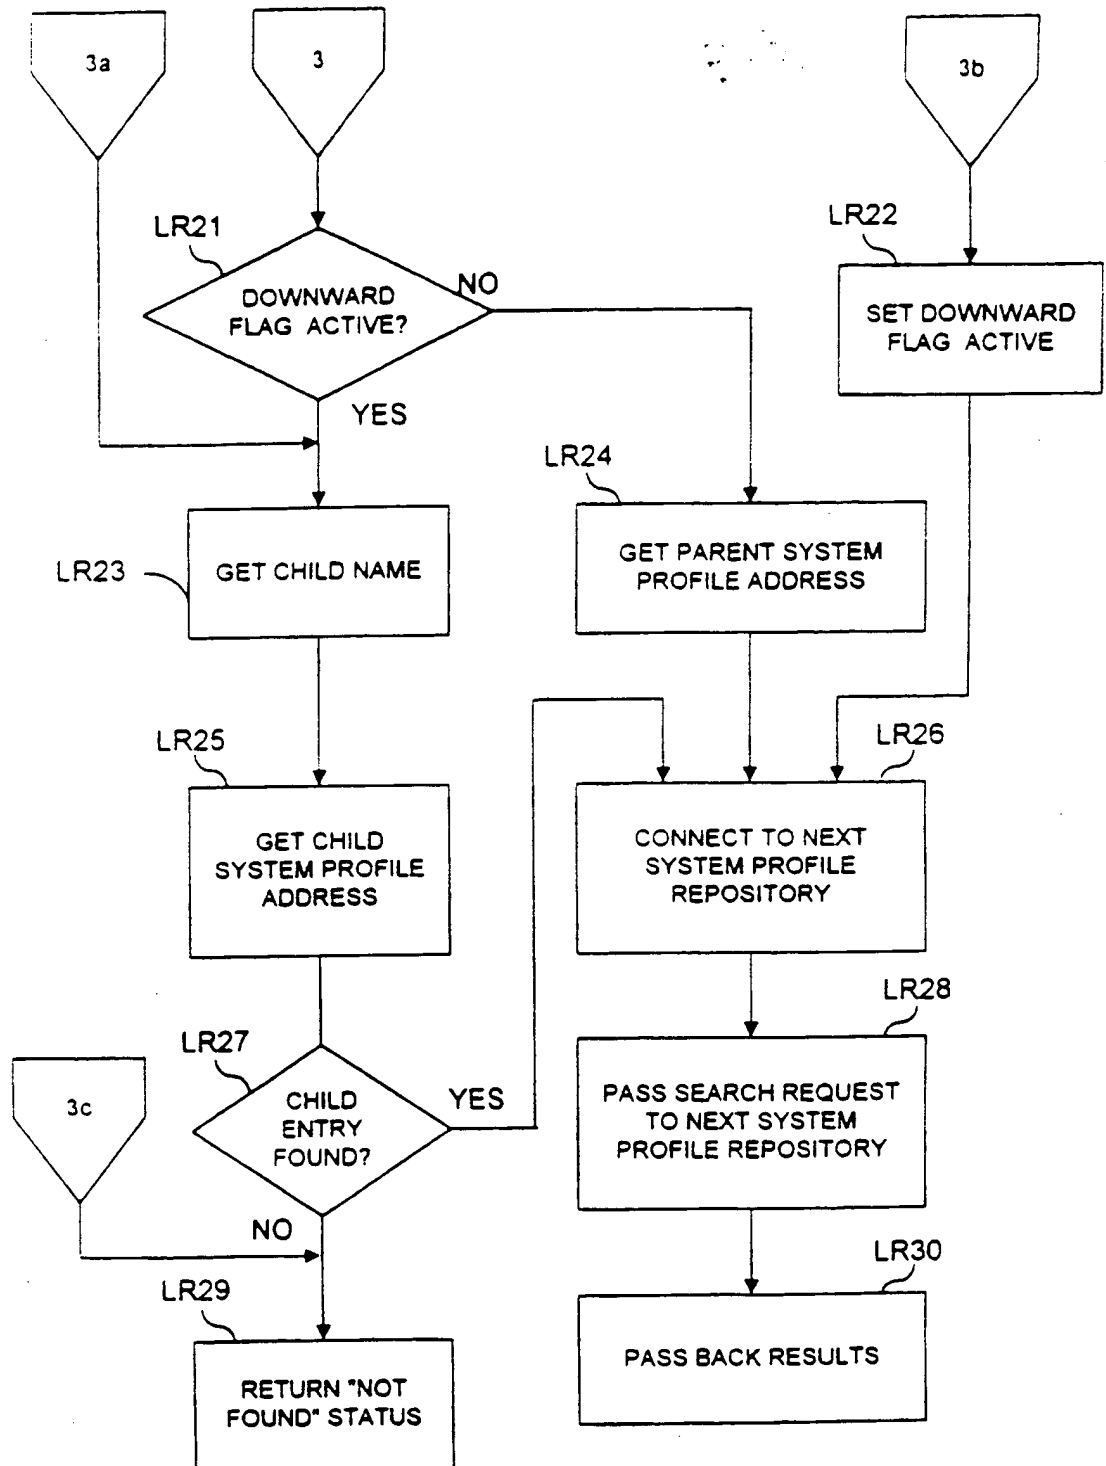 3a
3
3b
LR21
LR22
DOWNWARD
FLAG ACTIVE?
NO
YES
SET DOWNWARD
FLAG ACTIVE
LR24
LR23
GET CHILD NAME
GET PARENT SYSTEM
PROFILE ADDRESS
LR25
LR26
GET CHILD
SYSTEM PROFILE
ADDRESS
CONNECT TO NEXT
SYSTEM PROFILE
REPOSITORY
LR28
LR27
3c
CHILD
ENTRY
FOUND?
YES
NO
PASS SEARCH REQUEST
TO NEXT SYSTEM
PROFILE REPOSITORY
LR30
LR29
PASS BACK RESULTS
RETURN "NOT
FOUND" STATUS